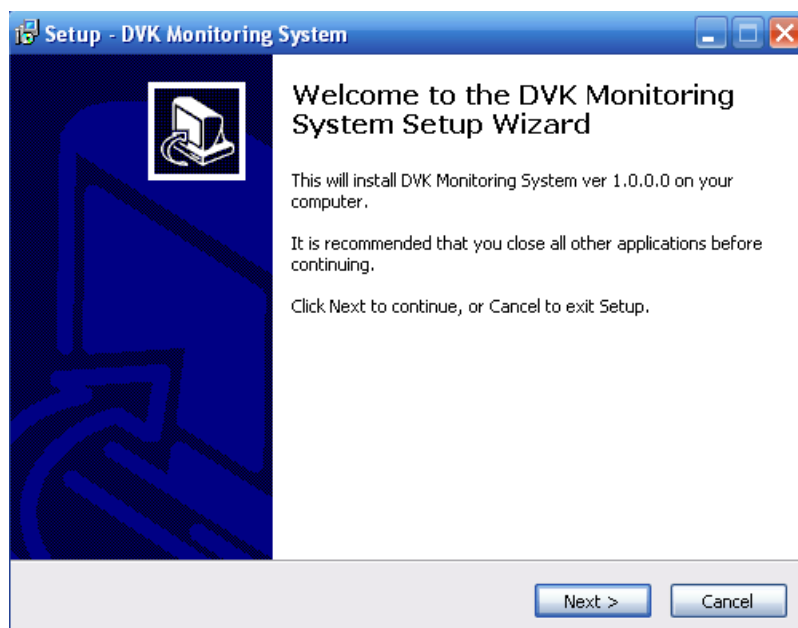 Setup - DVK Monitoring System
Welcome to the DVK Monitoring
System Setup Wizard
This will install DVK Monitoring System ver 1.0.0.0 on your
computer.
It is recommended that you close all other applications before
continuing.
Click Next to continue, or Cancel to exit Setup.
Next >
Cancel